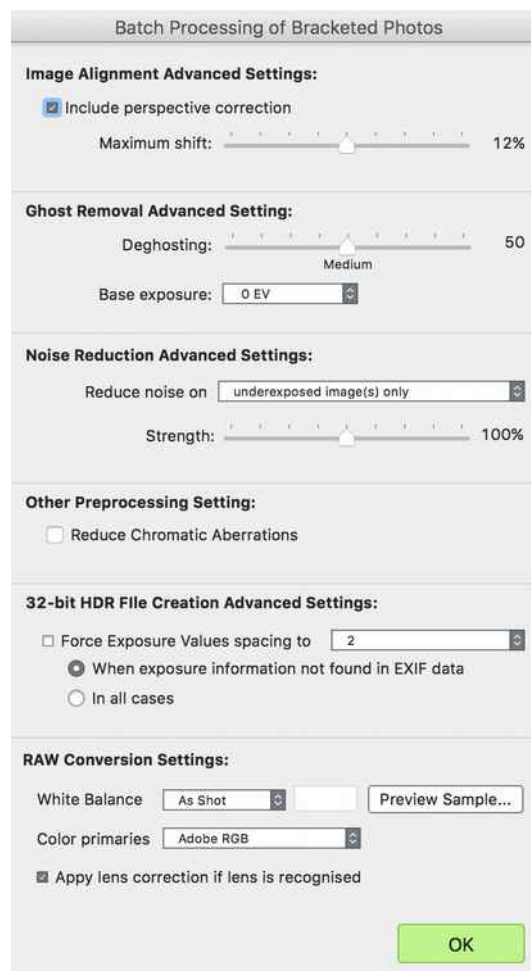 Batch Processing of Bracketed Photos
Image Alignment Advanced Settings:
Include perspective correction
Maximum shift: 12%
Ghost Removal Advanced Setting:
Deghosting: 50
Medium
Base exposure: 0 EV
Noise Reduction Advanced Settings:
Reduce noise on underexposed image(s) only
Strength: 100%
Other Preprocessing Setting:
Reduce Chromatic Aberrations
32-bit HDR FIle Creation Advanced Settings:
Force Exposure Values spacing to 2
When exposure information not found in EXIF data
In all cases
RAW Conversion Settings:
White Balance As Shot Preview Sample...
Color primaries Adobe RGB
Appy lens correction if lens is recognised
OK